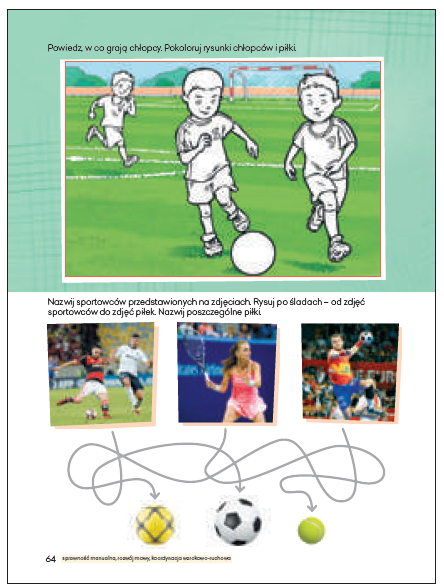 Powiedz, w co grają chłopcy. Pokoloruj rysunki chłopców i piłki.
Nazwij sportowców przedstawionych na zdjęciach. Rysuj po śladach – od zdjęć
sportowców do zdjęć piłek. Nazwij poszczególne piłki.
64 sprawność manualna, rozwój mowy, koordynacja wzrokowo-ruchowa